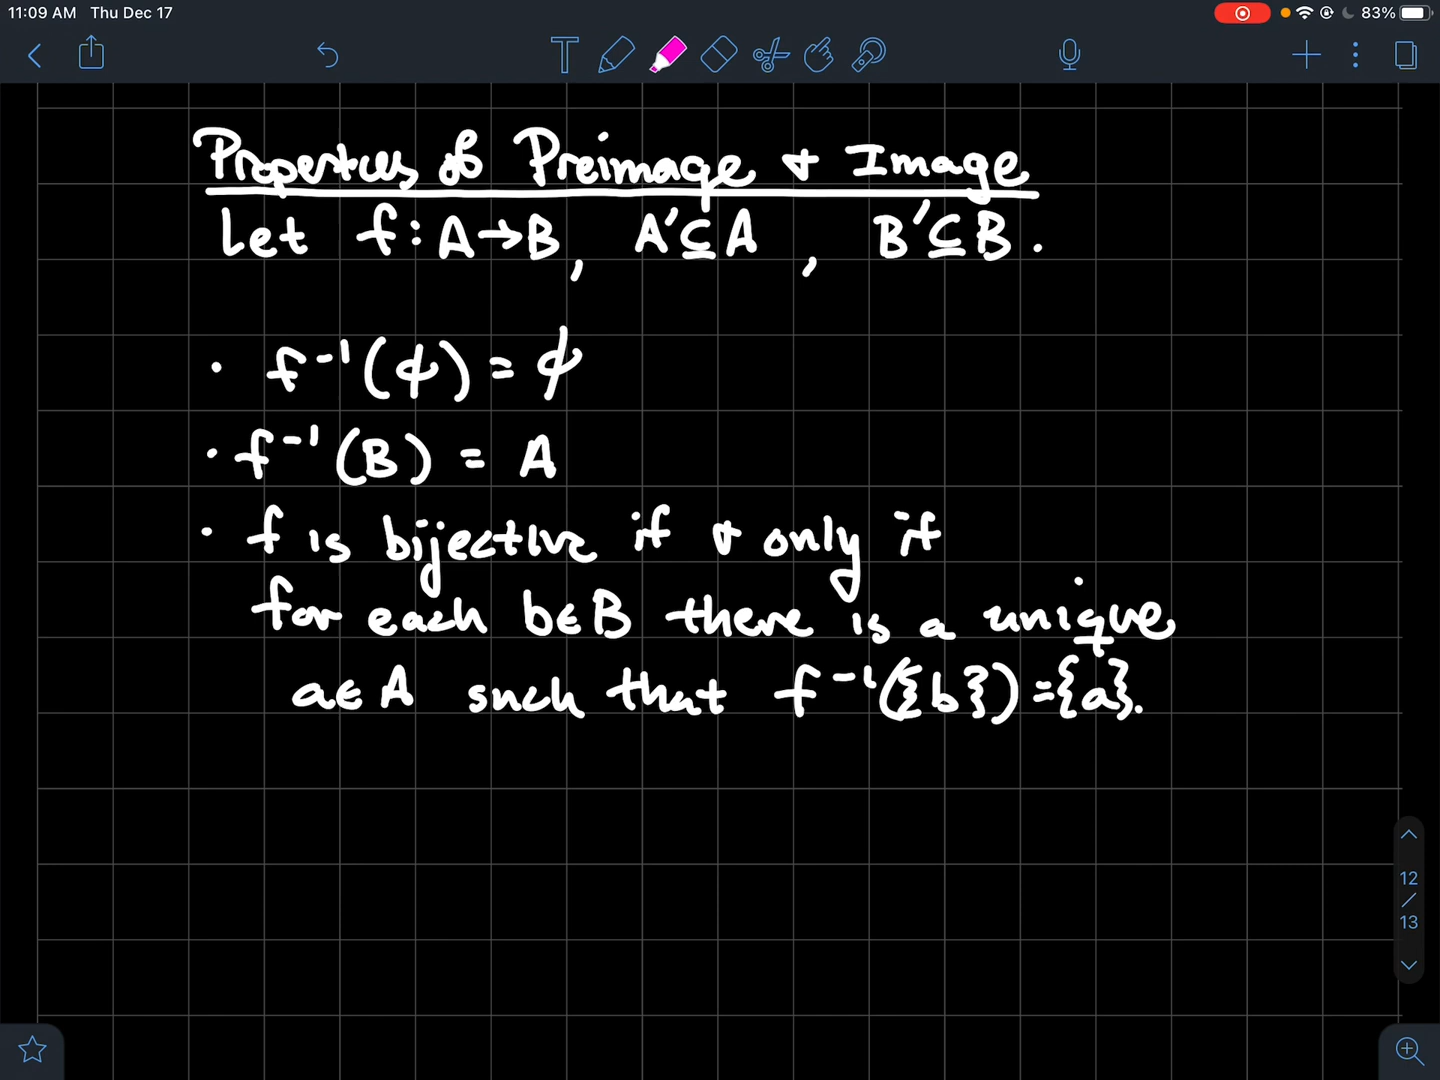 11:09 AM Thu Dec 17
83%
Properties of Preimage & Image
Let f: A→B, A'⊆A, B'⊆B.
· f⁻¹(ϕ) = ϕ
· f⁻¹(B) = A
· f is bijective if & only if
for each b∈B there is a unique
a∈A such that f⁻¹({b}) = {a}.
12
/
13